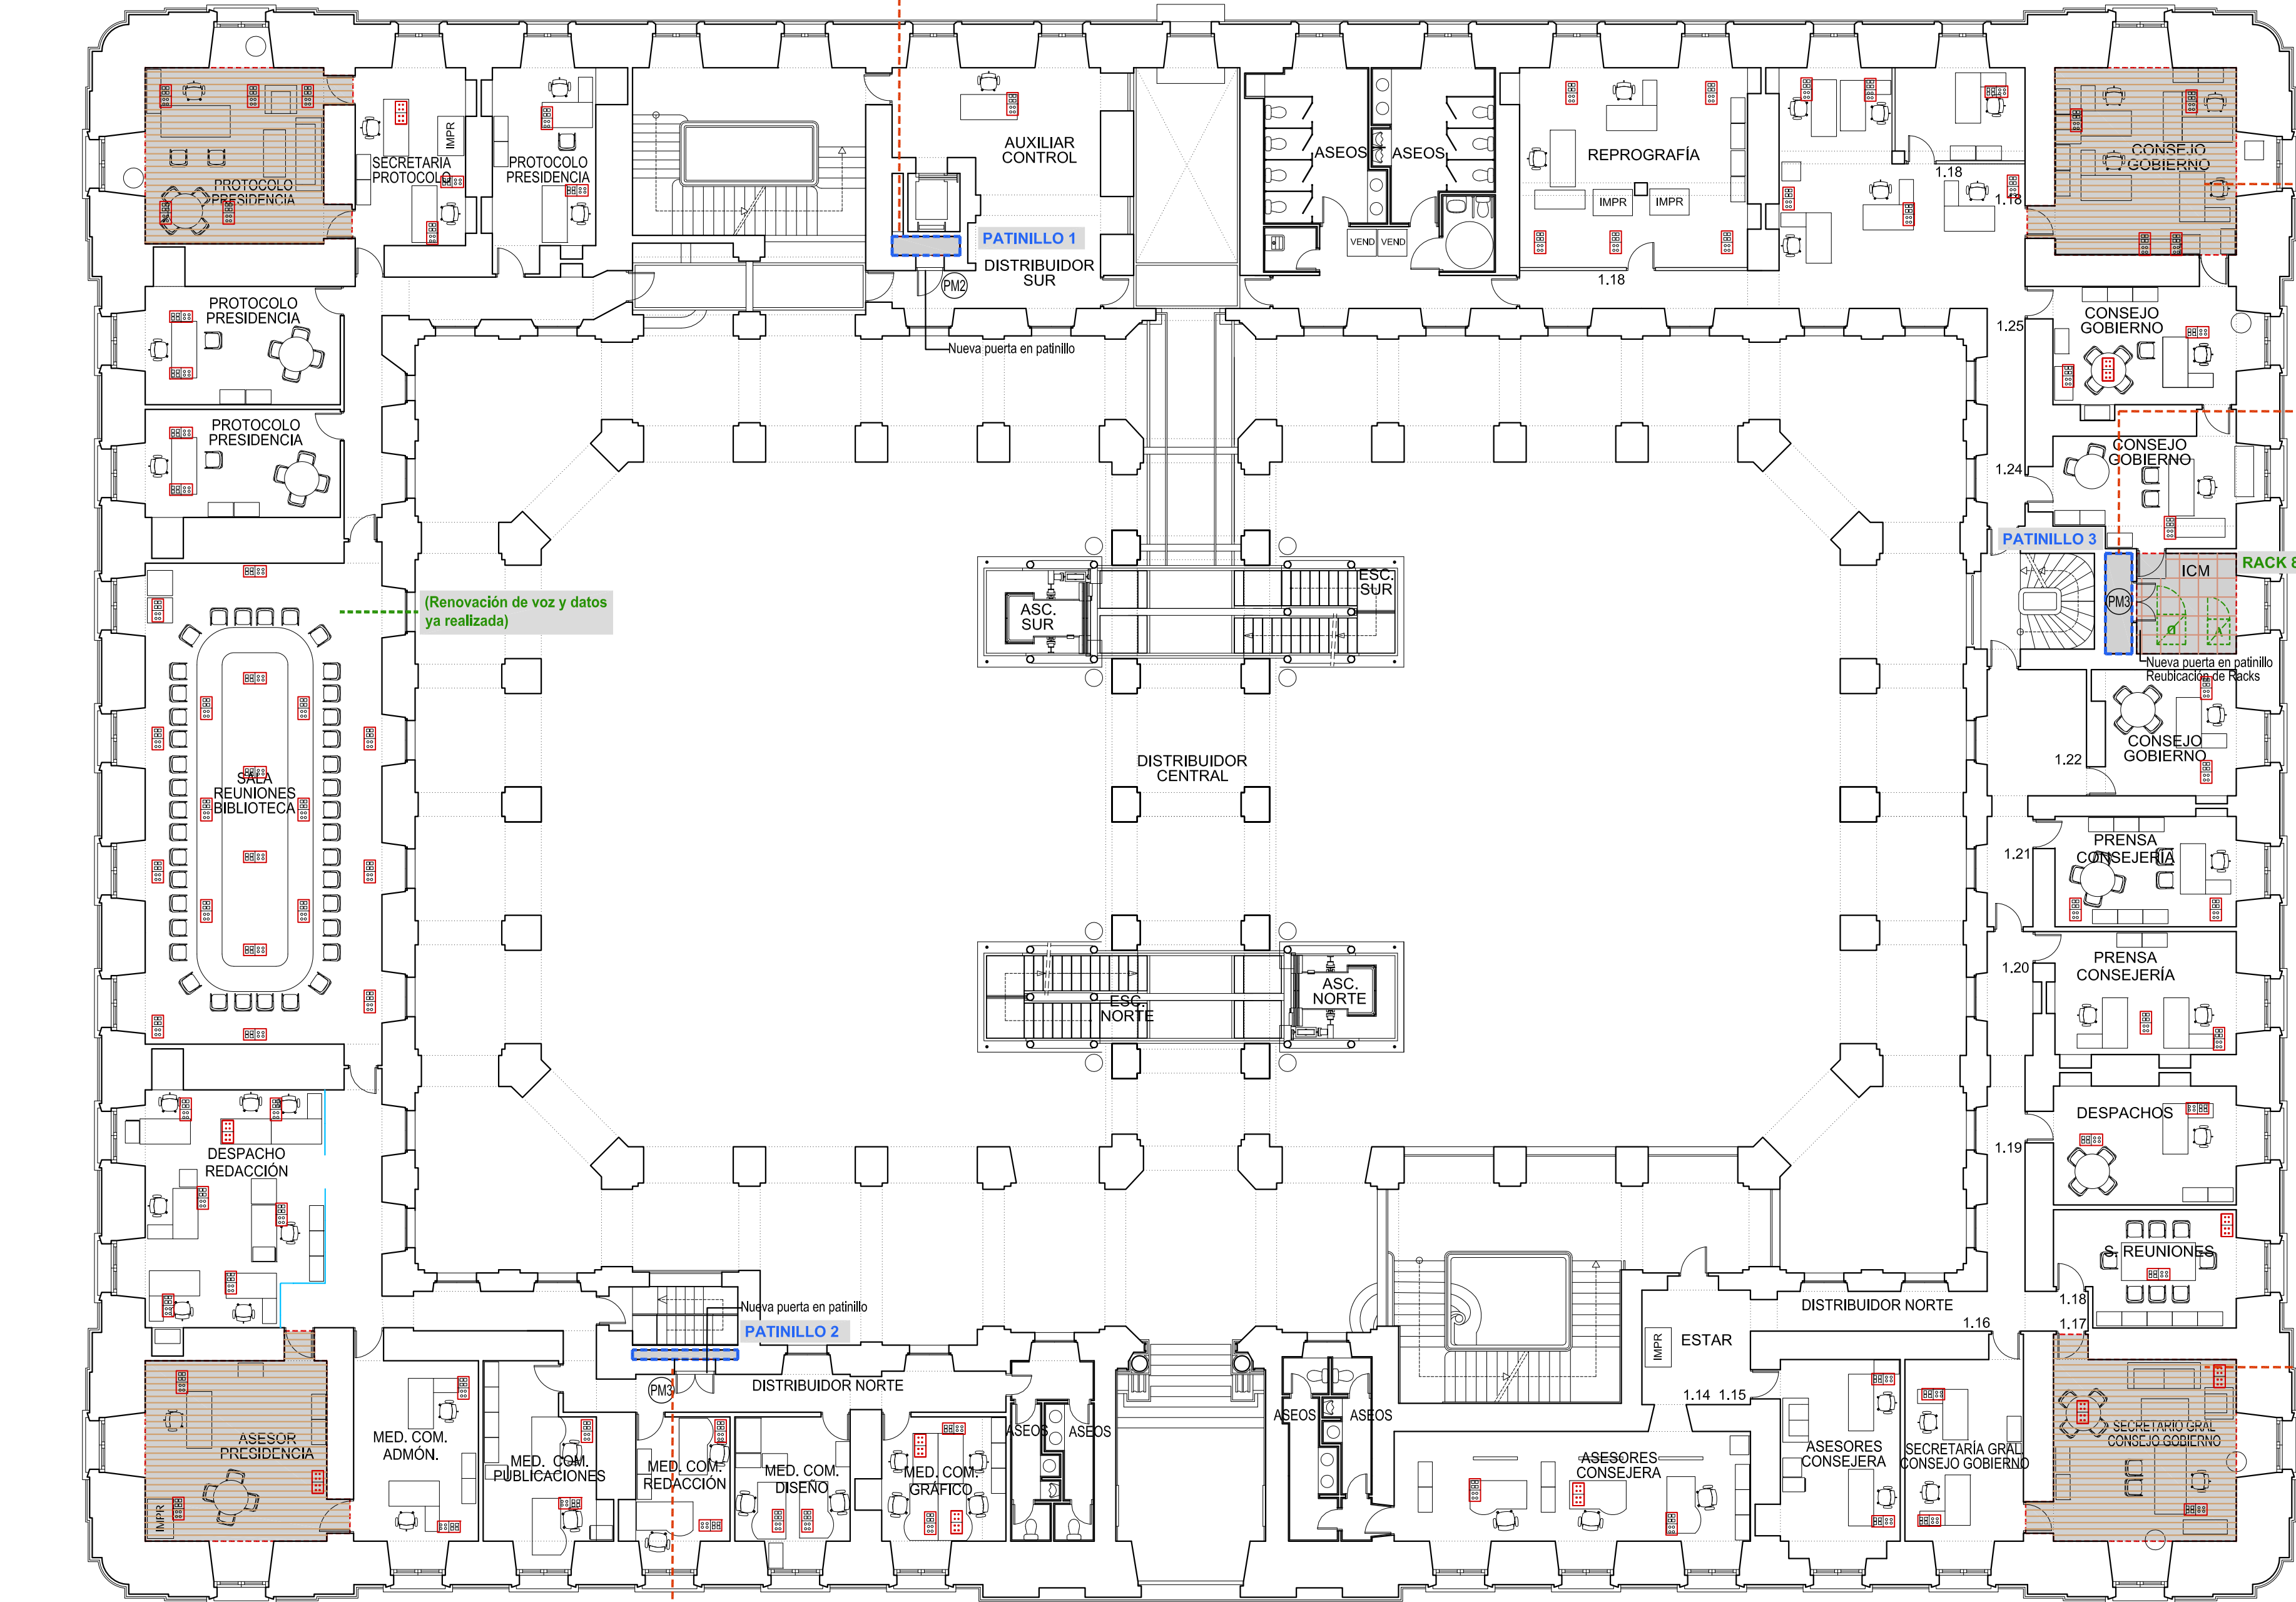 SECRETARIA
PROTOCOLO
IMPR
PROTOCOLO
PRESIDENCIA
PROTOCOLO
PRESIDENCIA
AUXILIAR
CONTROL
PATINILLO 1
DISTRIBUIDOR
SUR
PM2
Nueva puerta en patinillo
ASEOS
ASEOS
VEND
VEND
REPROGRAFÍA
IMPR
IMPR
1.18
1.18
1.18
CONSEJO
GOBIERNO
PROTOCOLO
PRESIDENCIA
PROTOCOLO
PRESIDENCIA
1.25
CONSEJO
GOBIERNO
1.24
CONSEJO
GOBIERNO
PATINILLO 3
PM3
ICM
RACK 8
Nueva puerta en patinillo
Reubicación de Racks
(Renovación de voz y datos
ya realizada)
ASC.
SUR
ESC.
SUR
SALA
REUNIONES
BIBLIOTECA
DISTRIBUIDOR
CENTRAL
1.22
CONSEJO
GOBIERNO
1.21
PRENSA
CONSEJERÍA
1.20
PRENSA
CONSEJERÍA
ESC.
NORTE
ASC.
NORTE
DESPACHO
REDACCIÓN
1.19
DESPACHOS
S. REUNIONES
1.18
1.17
Nueva puerta en patinillo
PATINILLO 2
PM3
DISTRIBUIDOR NORTE
DISTRIBUIDOR NORTE
1.16
ESTAR
IMPR
1.14
1.15
ASESOR
PRESIDENCIA
IMPR
MED. COM.
ADMÓN.
MED. COM.
PUBLICACIONES
MED. COM.
REDACCIÓN
MED. COM.
DISEÑO
MED. COM.
GRÁFICO
ASEOS
ASEOS
ASEOS
ASEOS
ASESORES
CONSEJERA
ASESORES
CONSEJERA
SECRETARÍA GRAL
CONSEJO GOBIERNO
SECRETARIO GRAL
CONSEJO GOBIERNO